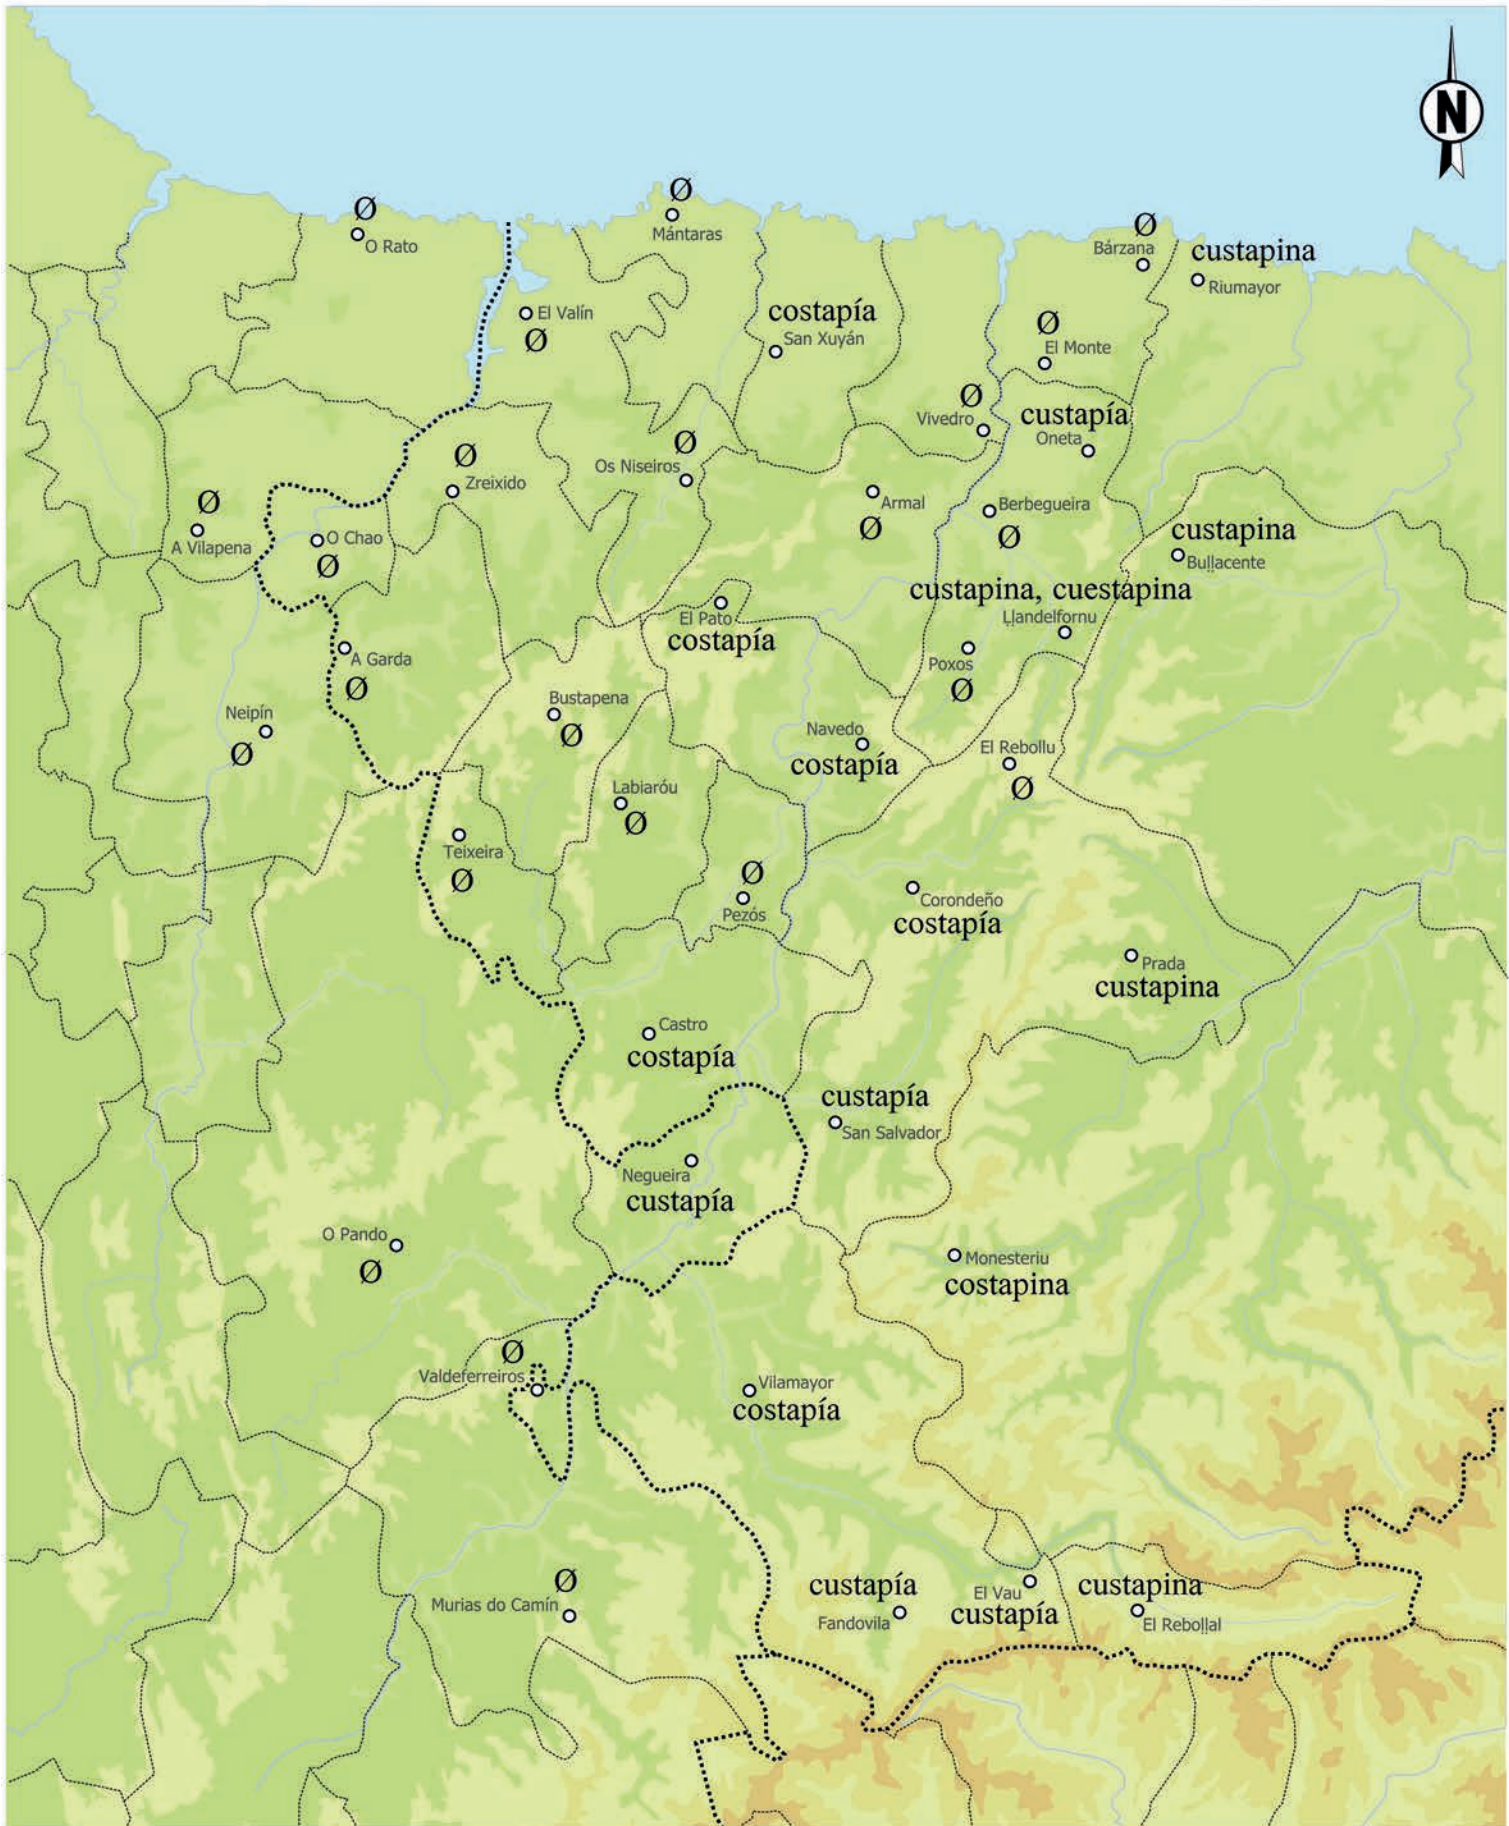 N
Ø
O Rato
Ø
Mántaras
Ø
Bárzana
custapina
Riumayor
El Valín
Ø
costapía
San Xuyán
Ø
El Monte
Ø
Vivedro
custapía
Oneta
Ø
Zreixido
Ø
Os Niseiros
Ø
A Vilapena
O Chao
Ø
Armal
Ø
Berbegueira
Ø
custapina
Buḷḷacente
custapina, cuestapina
Ḷḷandelfornu
El Pato
costapía
A Garda
Ø
Poxos
Ø
Bustapena
Ø
Neipín
Ø
Navedo
costapía
El Rebollu
Ø
Labiaróu
Ø
Teixeira
Ø
Ø
Pezós
Corondeño
costapía
Prada
custapina
Castro
costapía
custapía
San Salvador
Negueira
custapía
O Pando
Ø
Monesteriu
costapina
Ø
Valdeferreiros
Vilamayor
costapía
Ø
Murias do Camín
custapía
Fandovila
El Vau
custapía
custapina
El Reboḷḷal